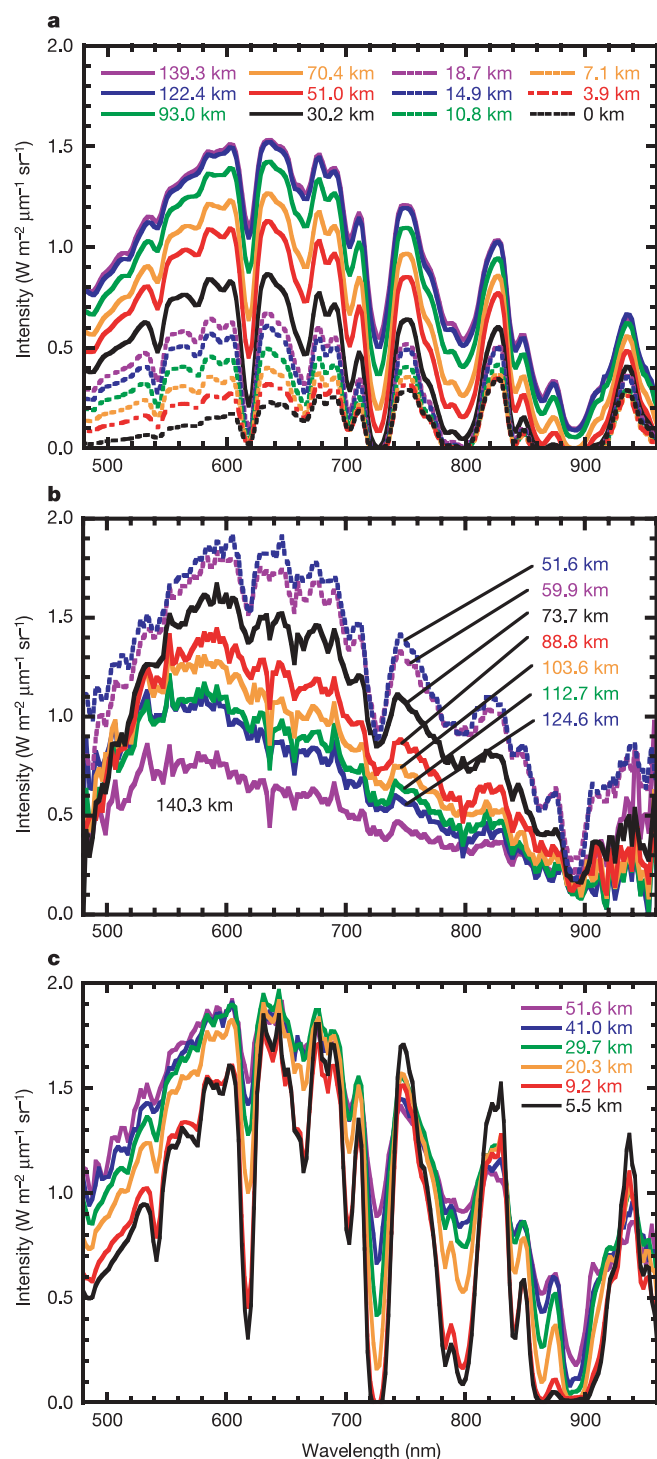 a
2.0
139.3 km 70.4 km 18.7 km 7.1 km
122.4 km 51.0 km 14.9 km 3.9 km
93.0 km 30.2 km 10.8 km 0 km
1.5
1.0
0.5
0.0
Intensity (W m⁻² μm⁻¹ sr⁻¹)
500 600 700 800 900
b
2.0
51.6 km
59.9 km
73.7 km
88.8 km
103.6 km
112.7 km
124.6 km
140.3 km
1.5
1.0
0.5
0.0
Intensity (W m⁻² μm⁻¹ sr⁻¹)
500 600 700 800 900
c
2.0
51.6 km
41.0 km
29.7 km
20.3 km
9.2 km
5.5 km
1.5
1.0
0.5
0.0
Intensity (W m⁻² μm⁻¹ sr⁻¹)
500 600 700 800 900
Wavelength (nm)